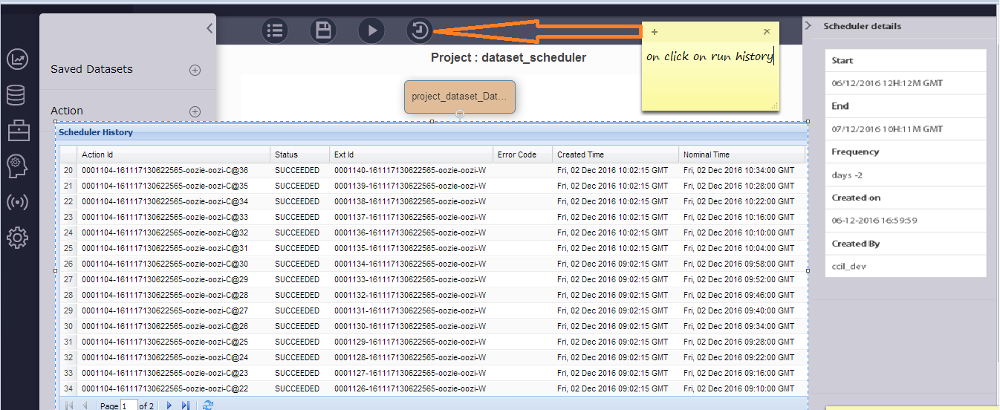 Saved Datasets
Action
Project : dataset_scheduler
project_dataset_Dat...
on click on run history
Scheduler details
Start
06/12/2016 12H:12M GMT
End
07/12/2016 10H:11M GMT
Frequency
days -2
Created on
06-12-2016 16:59:59
Created By
ccil_dev
Scheduler History
Action Id Status Ext Id Error Code Created Time Nominal Time
20 0001104-161117130622565-oozie-oozi-C@36 SUCCEEDED 0001140-161117130622565-oozie-oozi-W Fri, 02 Dec 2016 10:02:15 GMT Fri, 02 Dec 2016 10:34:00 GMT
21 0001104-161117130622565-oozie-oozi-C@35 SUCCEEDED 0001139-161117130622565-oozie-oozi-W Fri, 02 Dec 2016 10:02:15 GMT Fri, 02 Dec 2016 10:28:00 GMT
22 0001104-161117130622565-oozie-oozi-C@34 SUCCEEDED 0001138-161117130622565-oozie-oozi-W Fri, 02 Dec 2016 10:02:15 GMT Fri, 02 Dec 2016 10:22:00 GMT
23 0001104-161117130622565-oozie-oozi-C@33 SUCCEEDED 0001137-161117130622565-oozie-oozi-W Fri, 02 Dec 2016 10:02:15 GMT Fri, 02 Dec 2016 10:16:00 GMT
24 0001104-161117130622565-oozie-oozi-C@32 SUCCEEDED 0001136-161117130622565-oozie-oozi-W Fri, 02 Dec 2016 10:02:15 GMT Fri, 02 Dec 2016 10:10:00 GMT
25 0001104-161117130622565-oozie-oozi-C@31 SUCCEEDED 0001135-161117130622565-oozie-oozi-W Fri, 02 Dec 2016 10:02:15 GMT Fri, 02 Dec 2016 10:04:00 GMT
26 0001104-161117130622565-oozie-oozi-C@30 SUCCEEDED 0001134-161117130622565-oozie-oozi-W Fri, 02 Dec 2016 09:02:15 GMT Fri, 02 Dec 2016 09:58:00 GMT
27 0001104-161117130622565-oozie-oozi-C@29 SUCCEEDED 0001133-161117130622565-oozie-oozi-W Fri, 02 Dec 2016 09:02:15 GMT Fri, 02 Dec 2016 09:52:00 GMT
28 0001104-161117130622565-oozie-oozi-C@28 SUCCEEDED 0001132-161117130622565-oozie-oozi-W Fri, 02 Dec 2016 09:02:15 GMT Fri, 02 Dec 2016 09:46:00 GMT
29 0001104-161117130622565-oozie-oozi-C@27 SUCCEEDED 0001131-161117130622565-oozie-oozi-W Fri, 02 Dec 2016 09:02:15 GMT Fri, 02 Dec 2016 09:40:00 GMT
30 0001104-161117130622565-oozie-oozi-C@26 SUCCEEDED 0001130-161117130622565-oozie-oozi-W Fri, 02 Dec 2016 09:02:15 GMT Fri, 02 Dec 2016 09:34:00 GMT
31 0001104-161117130622565-oozie-oozi-C@25 SUCCEEDED 0001129-161117130622565-oozie-oozi-W Fri, 02 Dec 2016 09:02:15 GMT Fri, 02 Dec 2016 09:28:00 GMT
32 0001104-161117130622565-oozie-oozi-C@24 SUCCEEDED 0001128-161117130622565-oozie-oozi-W Fri, 02 Dec 2016 09:02:15 GMT Fri, 02 Dec 2016 09:22:00 GMT
33 0001104-161117130622565-oozie-oozi-C@23 SUCCEEDED 0001127-161117130622565-oozie-oozi-W Fri, 02 Dec 2016 09:02:15 GMT Fri, 02 Dec 2016 09:16:00 GMT
34 0001104-161117130622565-oozie-oozi-C@22 SUCCEEDED 0001126-161117130622565-oozie-oozi-W Fri, 02 Dec 2016 09:02:15 GMT Fri, 02 Dec 2016 09:10:00 GMT
Page 1 of 2